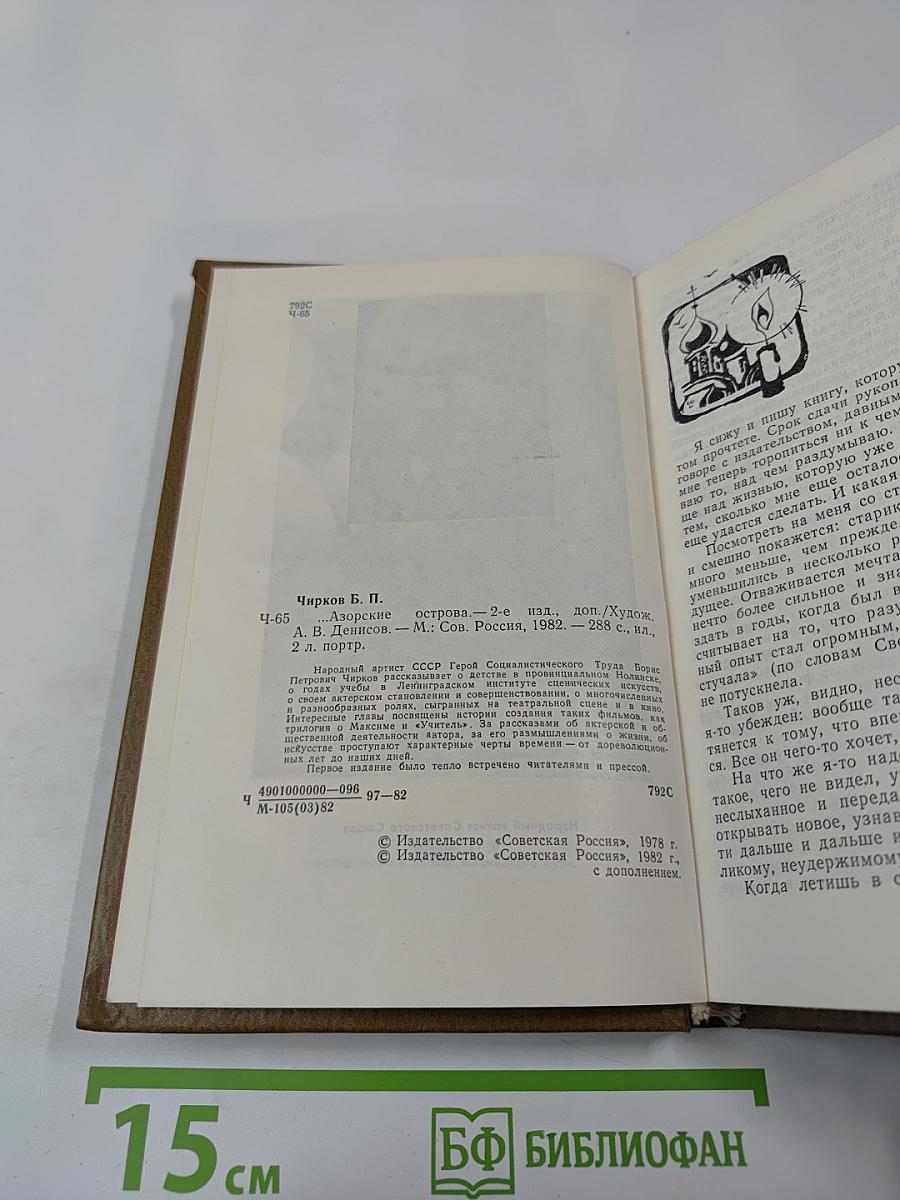 792С
Ч-65
Чирков Б. П.
Ч-65 ...Азорские острова.— 2-е изд., доп./Худож.
А. В. Денисов. — М.: Сов. Россия, 1982. — 288 с., ил.,
2 л. портр.
Народный артист СССР Герой Социалистического Труда Борис
Петрович Чирков рассказывает о детстве в провинциальном Нолинске,
о годах учебы в Ленинградском институте сценических искусств,
о своем актерском становлении и совершенствовании, о многочисленных
и разнообразных ролях, сыгранных на театральной сцене и в кино.
Интересные главы посвящены истории создания таких фильмов, как
трилогия о Максиме и «Учитель». За рассказами об актерской и об-
щественной деятельности автора, за его размышлениями о жизни, об
искусстве проступают характерные черты времени — от дореволюцион-
ных лет до наших дней.
Первое издание было тепло встречено читателями и прессой.
Ч 4901000000—096 97—82 792С
М-105(03)82
© Издательство «Советская Россия», 1978 г.
© Издательство «Советская Россия», 1982 г.,
с дополнением.
Я сижу и пишу книгу, котору
том прочтете. Срок сдачи рукоп
говоре с издательством, давным
мне теперь торопиться ни к чем
ваю то, над чем раздумываю.
ще над жизнью, которую уже
тем, сколько мне еще осталос
еще удастся сделать. И какая
Посмотреть на меня со ст
и смешно покажется: старик
много меньше, чем прежде,
уменьшились в несколько р
дущее. Отваживается мечта
нечто более сильное и зна
здать в годы, когда был в
считывает на то, что разу
ный опыт стал огромным,
стучала» (по словам Све
не потускнела.
Таков уж, видно, нес
я-то убежден: вообще та
тянется к тому, что впе
ся. Все он чего-то хочет,
На что же я-то наде
такое, чего не видел, у
неслыханное и переда
открывать новое, узнав
ти дальше и дальше и
ликому, неудержимому
Когда летишь в с
15 см
БФ БИБЛИОФАН